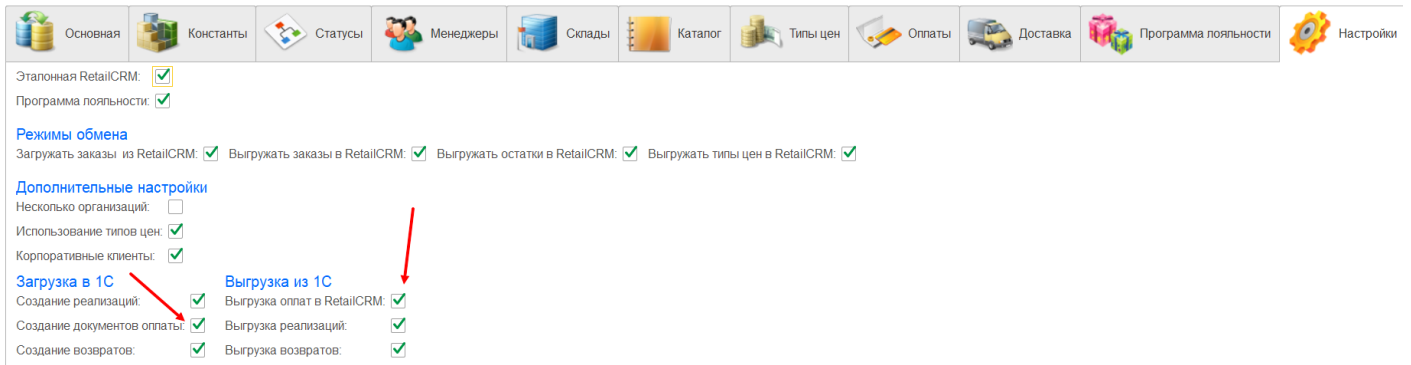 Основная Константы Статусы Менеджеры Склады Каталог Типы цен Оплаты Доставка Программа лояльности Настройки
Эталонная RetailCRM:
Программа лояльности:
Режимы обмена
Загружать заказы из RetailCRM: Выгружать заказы в RetailCRM: Выгружать остатки в RetailCRM: Выгружать типы цен в RetailCRM:
Дополнительные настройки
Несколько организаций:
Использование типов цен:
Корпоративные клиенты:
Загрузка в 1С Выгрузка из 1С
Создание реализаций: Выгрузка оплат в RetailCRM:
Создание документов оплаты: Выгрузка реализаций:
Создание возвратов: Выгрузка возвратов: